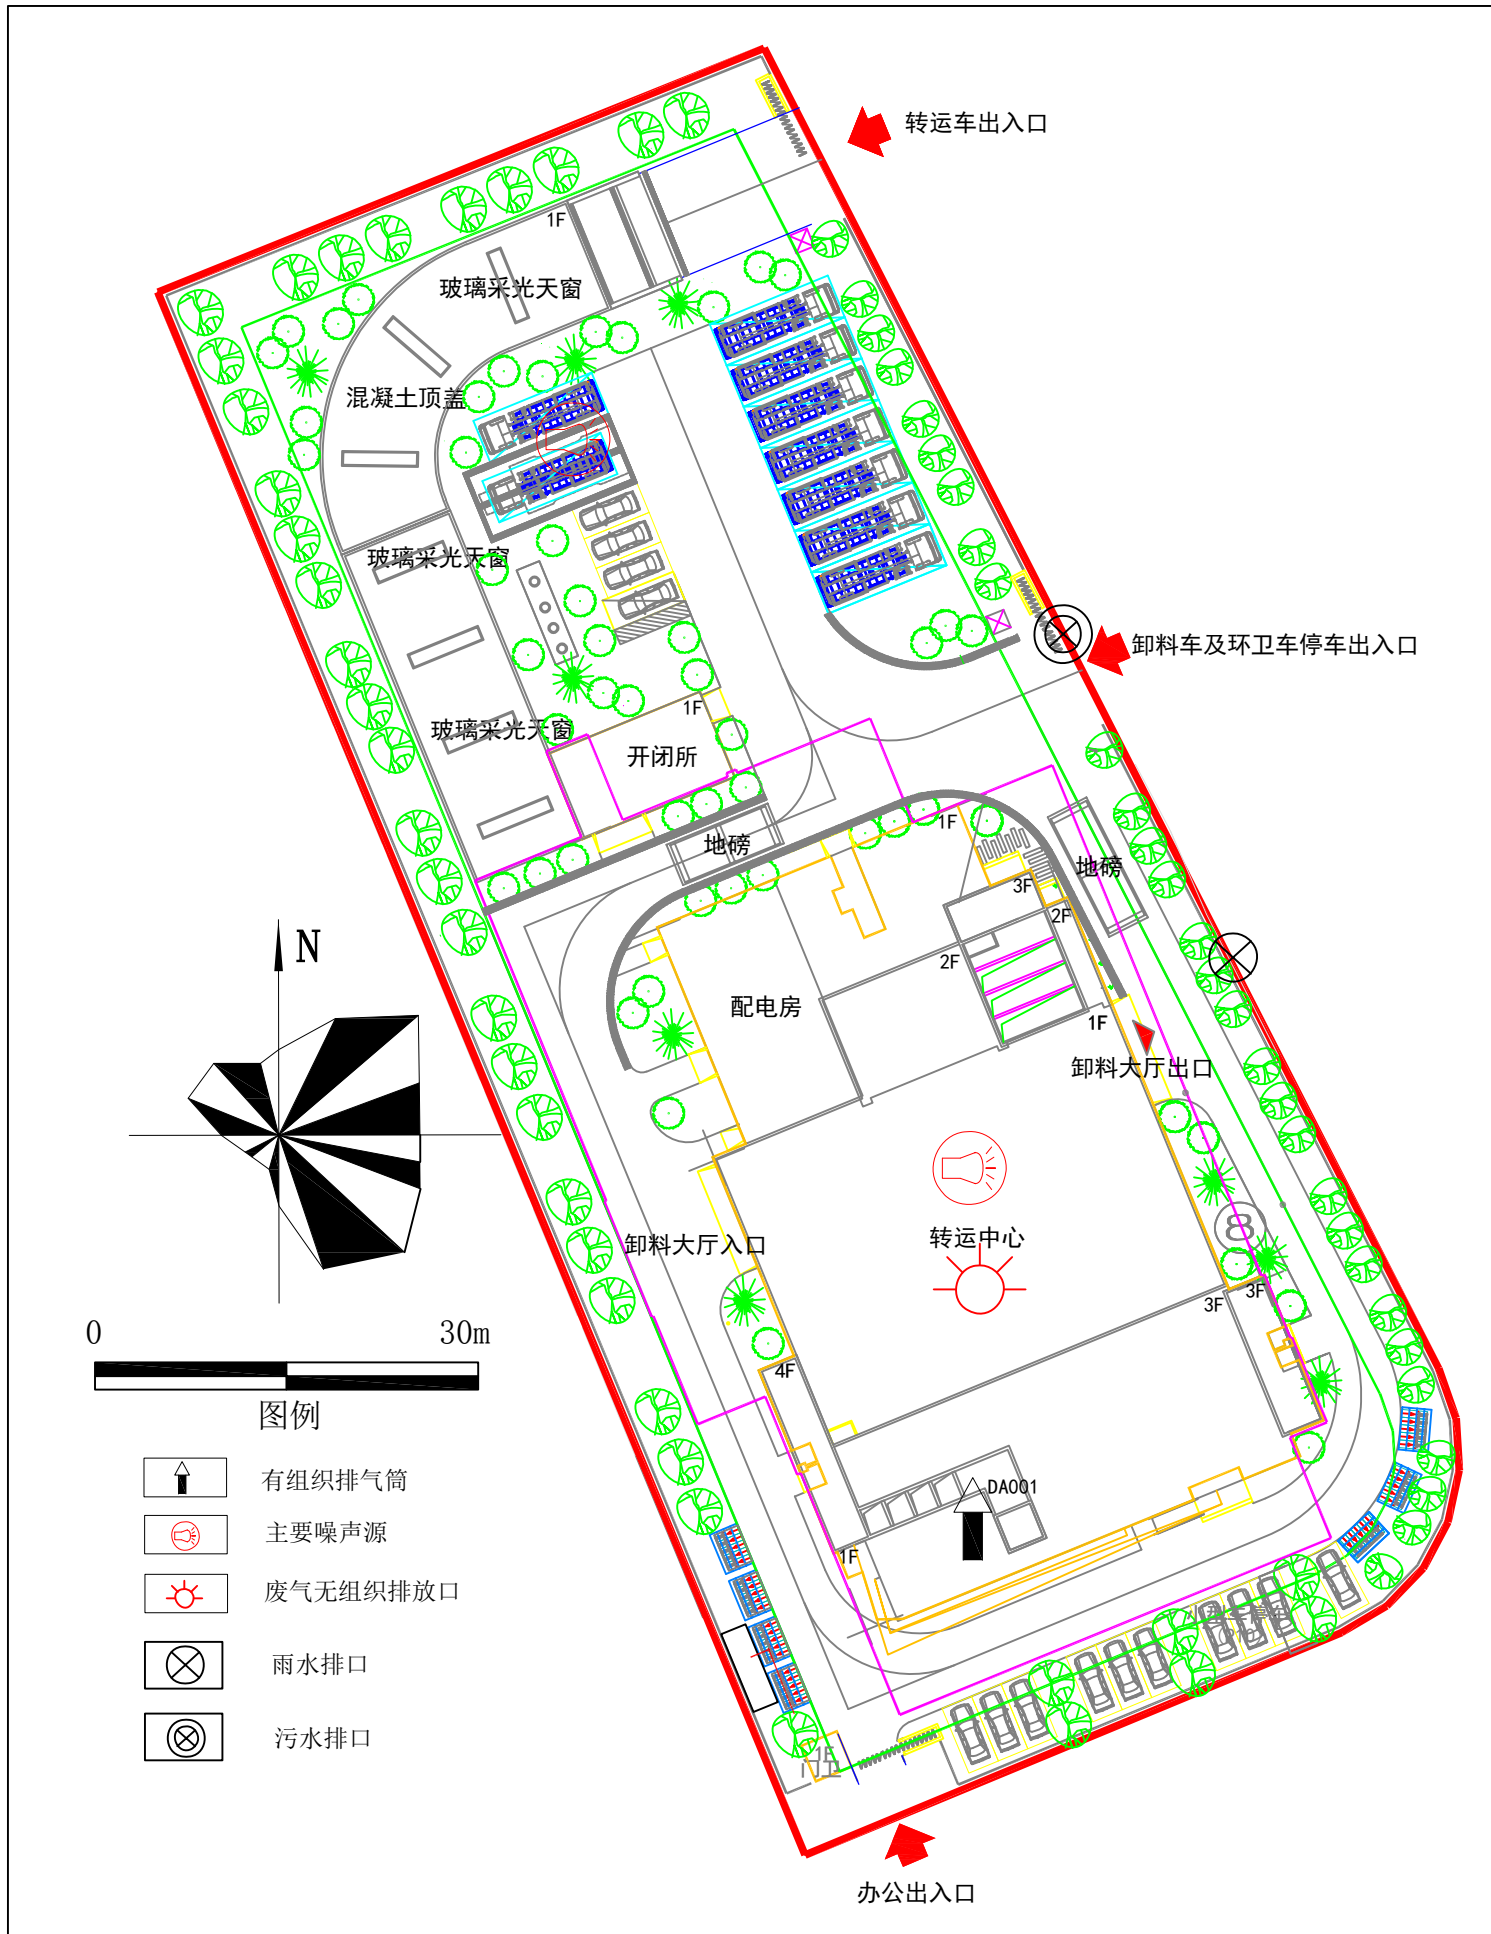 转运车出入口
1F
玻璃采光天窗
混凝土顶盖
玻璃采光天窗
卸料车及环卫车停车出入口
1F
玻璃采光天窗
开闭所
1F
地磅
地磅
3F
2F
2F
配电房
1F
卸料大厅出口
N
8
转运中心
卸料大厅入口
3F
3F
0
30m
4F
图例
有组织排气筒
DA001
主要噪声源
1F
废气无组织排放口
雨水排口
污水排口
1F
门卫
办公出入口